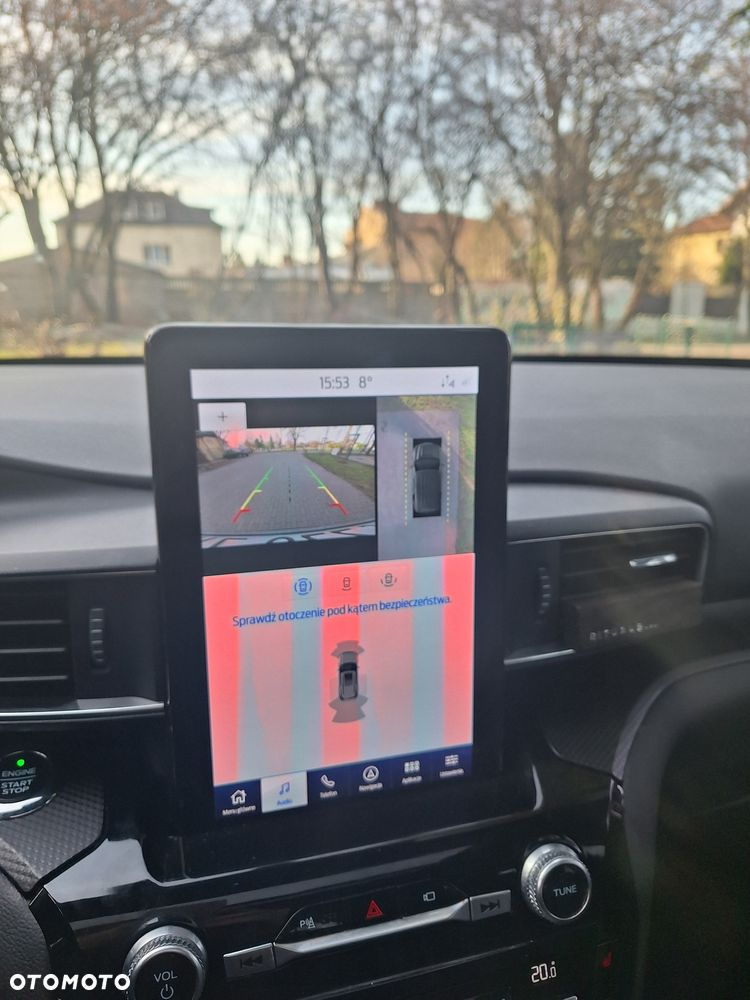 15:53 8°
+
Sprawdź otoczenie pod kątem bezpieczeństwa.
Menu główne
Audio
Telefon
Nawigacja
Aplikacje
Ustawienia
RITUALS
ENGINE
START
STOP
TUNE
VOL
20.0
OTOMOTO